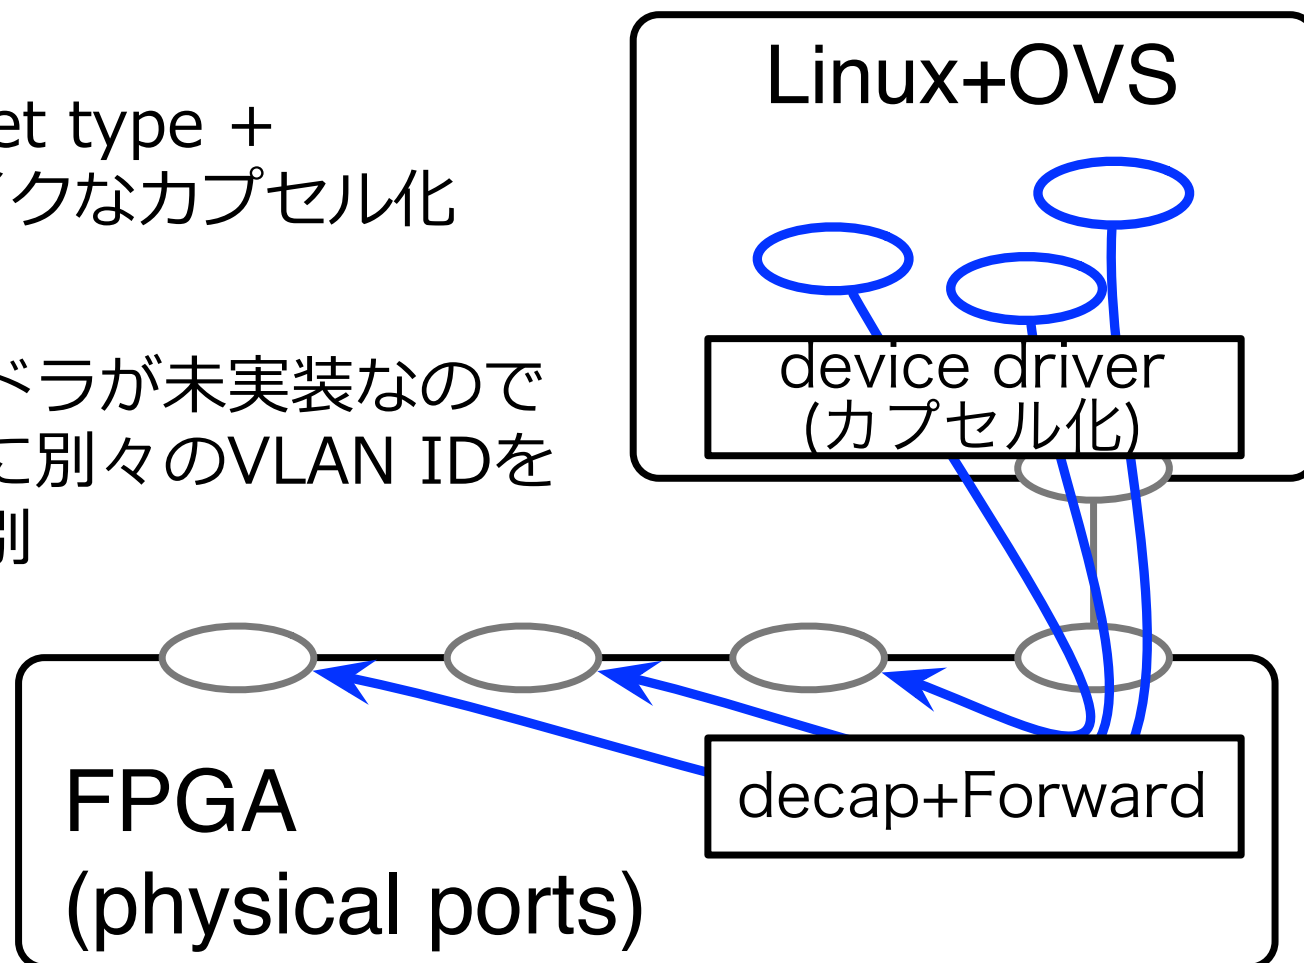 Linux+OVS
et type +
イクなカプセル化
ドラが未実装なので
に別々のVLAN IDを
別
device driver
(カプセル化)
FPGA
(physical ports)
decap+Forward